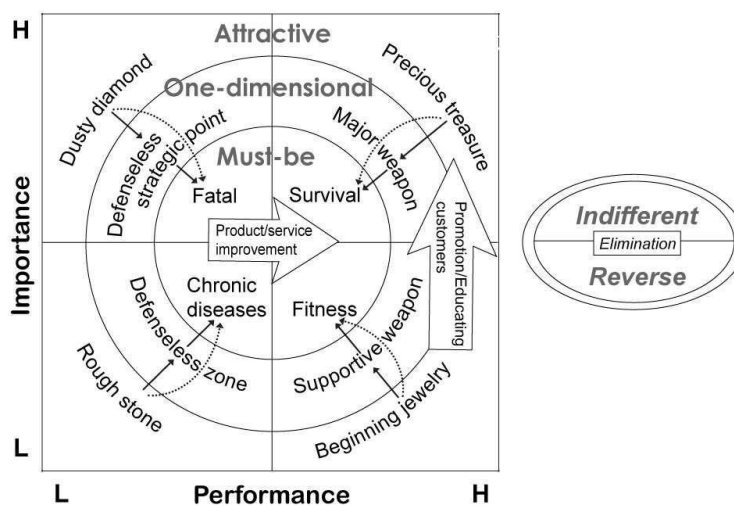 H
Attractive
One-dimensional
Must-be
Dusty diamond
Defenseless
strategic point
Fatal
Precious treasure
Major weapon
Survival
Importance
Product/service
improvement
Promotion/Educating
customers
Indifferent
Elimination
Reverse
Chronic
diseases
Defenseless zone
Rough stone
Fitness
Supportive weapon
Beginning jewelry
L
L
Performance
H